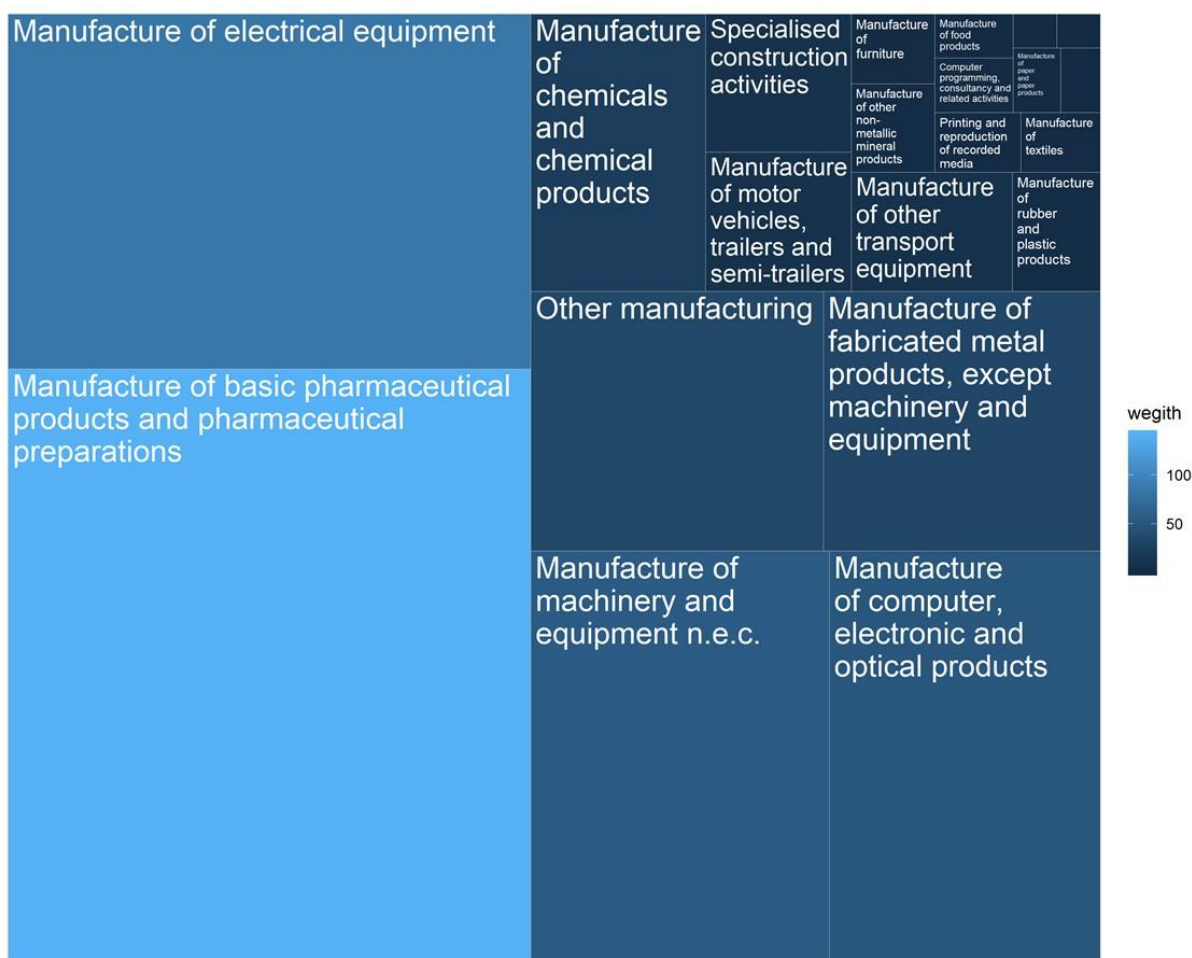 Manufacture of electrical equipment
Manufacture of basic pharmaceutical
products and pharmaceutical
preparations
Manufacture
of
chemicals
and
chemical
products
Specialised
construction
activities
Manufacture
of motor
vehicles,
trailers and
semi-trailers
Manufacture
of
furniture
Manufacture
of other
non-
metallic
mineral
products
Manufacture
of food
products
Computer
programming,
consultancy and
related activities
Manufacture
of
paper
and
paper
products
Printing and
reproduction
of recorded
media
Manufacture
of
textiles
Manufacture
of other
transport
equipment
Manufacture
of
rubber
and
plastic
products
Other manufacturing
Manufacture of
fabricated metal
products, except
machinery and
equipment
Manufacture of
machinery and
equipment n.e.c.
Manufacture
of computer,
electronic and
optical products
wegith
100
50